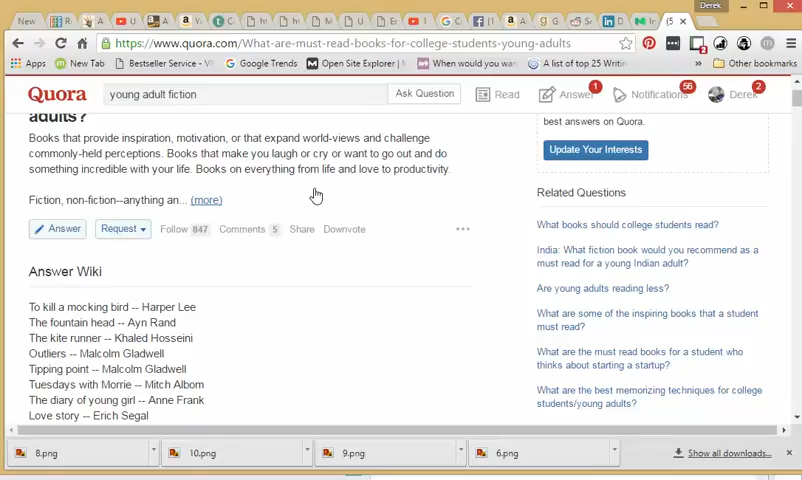 Derek
New
https://www.quora.com/What-are-must-read-books-for-college-students-young-adults
Apps
New Tab
Bestseller Service - V
Google Trends
Open Site Explorer |
When would you want
A list of top 25 Writing
Other bookmarks
Quora
young adult fiction
Ask Question
Read
Answer 1
Notifications 56
Derek 2
adults?
Books that provide inspiration, motivation, or that expand world-views and challenge
commonly-held perceptions. Books that make you laugh or cry or want to go out and do
something incredible with your life. Books on everything from life and love to productivity.
Fiction, non-fiction--anything an... (more)
Answer
Request
Follow 847
Comments 5
Share
Downvote
Answer Wiki
To kill a mocking bird -- Harper Lee
The fountain head -- Ayn Rand
The kite runner -- Khaled Hosseini
Outliers -- Malcolm Gladwell
Tipping point -- Malcolm Gladwell
Tuesdays with Morrie -- Mitch Albom
The diary of young girl -- Anne Frank
Love story -- Erich Segal
best answers on Quora.
Update Your Interests
Related Questions
What books should college students read?
India: What fiction book would you recommend as a
must read for a young Indian adult?
Are young adults reading less?
What are some of the inspiring books that a student
must read?
What are the must read books for a student who
thinks about starting a startup?
What are the best memorizing techniques for college
students/young adults?
8.png
10.png
9.png
6.png
Show all downloads...